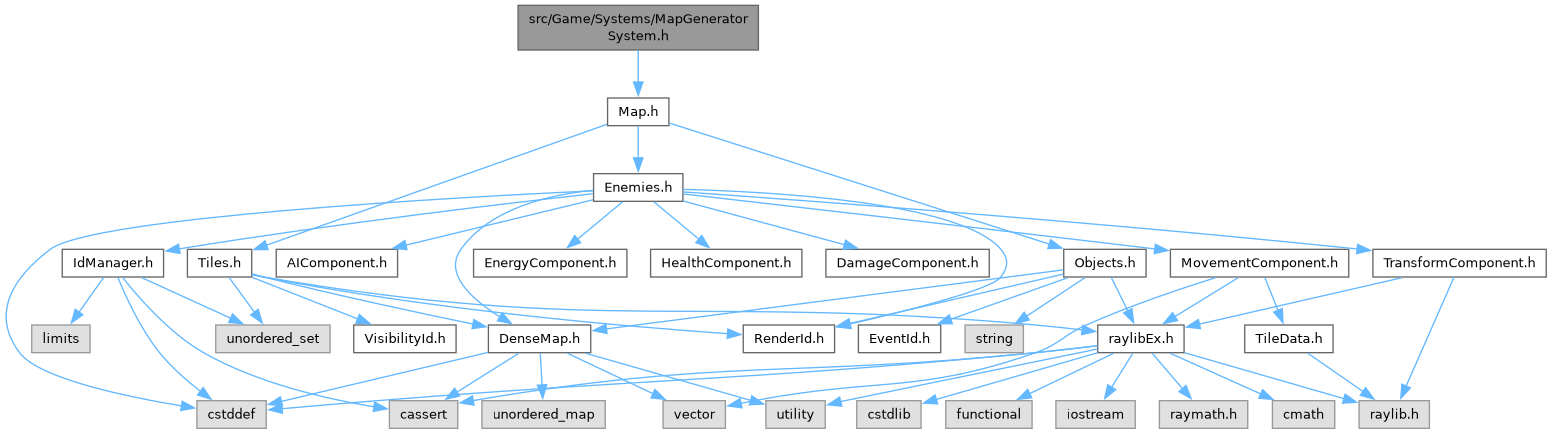 src/Game/Systems/MapGenerator
System.h
Map.h
Enemies.h
IdManager.h
Tiles.h
AIComponent.h
EnergyComponent.h
HealthComponent.h
DamageComponent.h
Objects.h
MovementComponent.h
TransformComponent.h
limits
unordered_set
VisibilityId.h
DenseMap.h
RenderId.h
EventId.h
string
raylibEx.h
TileData.h
cstddef
cassert
unordered_map
vector
utility
cstdlib
functional
iostream
raymath.h
cmath
raylib.h